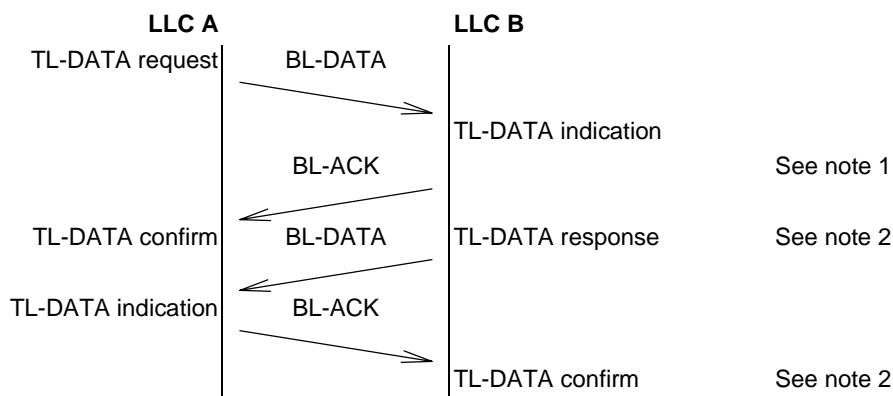 LLC A LLC B
TL-DATA request BL-DATA
TL-DATA indication
BL-ACK See note 1
TL-DATA confirm BL-DATA TL-DATA response See note 2
TL-DATA indication BL-ACK
TL-DATA confirm See note 2